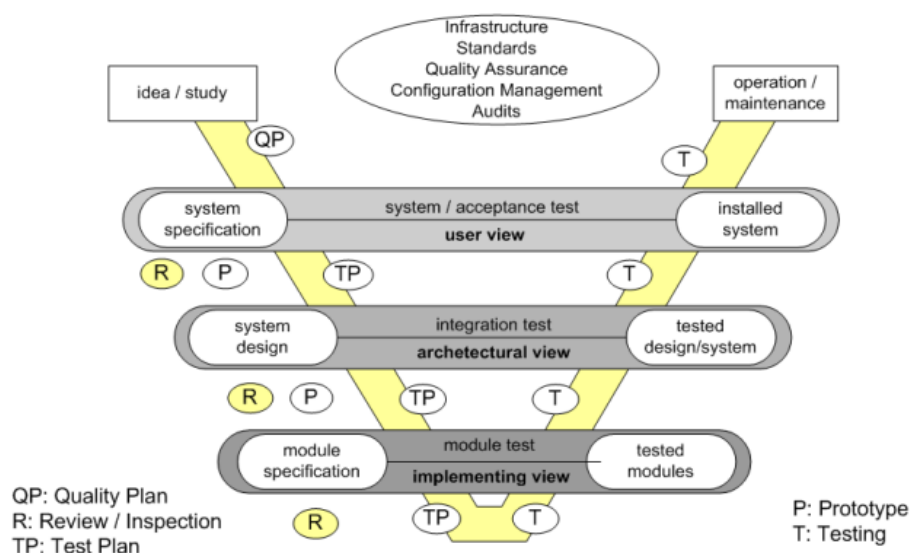 Infrastructure
Standards
Quality Assurance
Configuration Management
Audits
idea / study
operation /
maintenance
QP
T
system
specification
system / acceptance test
user view
installed
system
R
P
TP
T
system
design
integration test
archetectural view
tested
design/system
R
P
TP
T
module
specification
module test
implementing view
tested
modules
R
TP
T
QP: Quality Plan
R: Review / Inspection
TP: Test Plan
P: Prototype
T: Testing